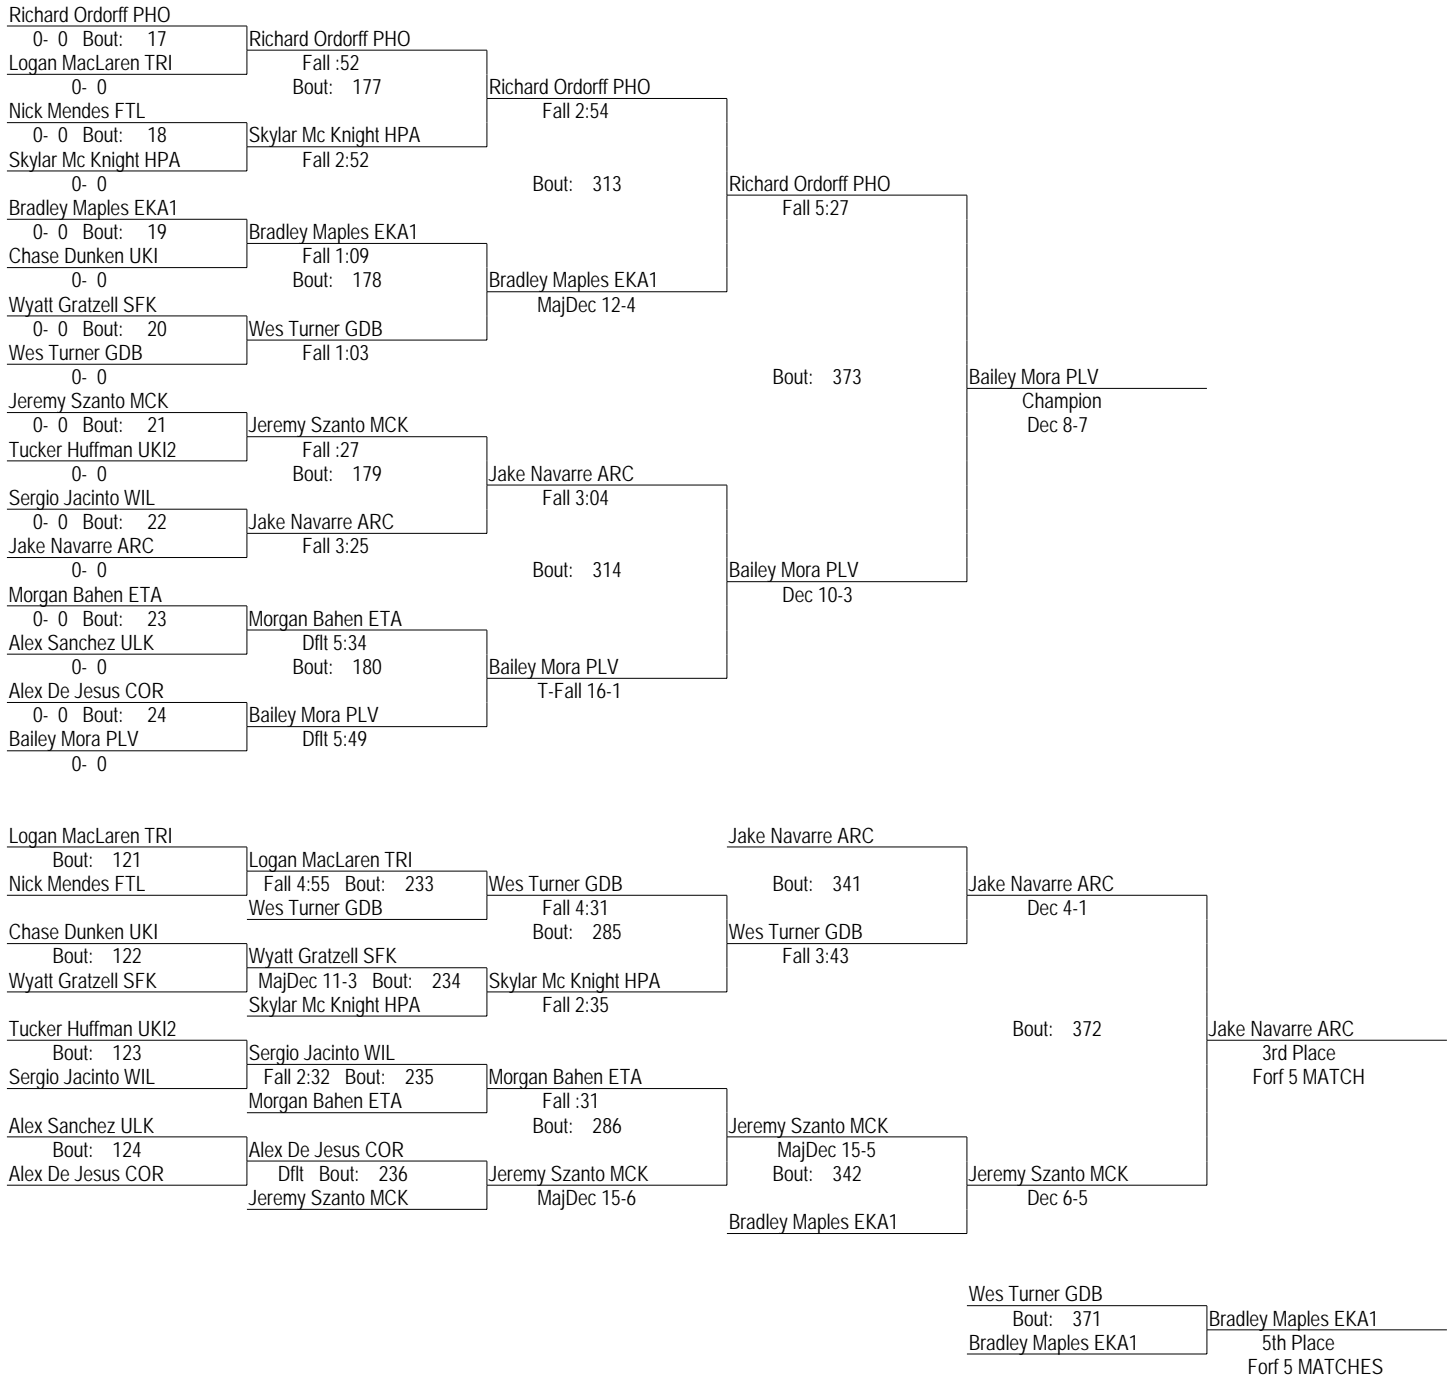 Richard Ordorff PHO
0- 0 Bout: 17 Richard Ordorff PHO
Logan MacLaren TRI Fall :52
0- 0 Bout: 177 Richard Ordorff PHO
Nick Mendes FTL Fall 2:54
0- 0 Bout: 18 Skylar Mc Knight HPA
Skylar Mc Knight HPA Fall 2:52
0- 0 Bout: 313 Richard Ordorff PHO
Bradley Maples EKA1 Fall 5:27
0- 0 Bout: 19 Bradley Maples EKA1
Chase Dunken UKI Fall 1:09
0- 0 Bout: 178 Bradley Maples EKA1
Wyatt Gratzell SFK MajDec 12-4
0- 0 Bout: 20 Wes Turner GDB
Wes Turner GDB Fall 1:03
0- 0 Bout: 373 Bailey Mora PLV
Jeremy Szanto MCK Champion
0- 0 Bout: 21 Jeremy Szanto MCK Dec 8-7
Tucker Huffman UKI2 Fall :27
0- 0 Bout: 179 Jake Navarre ARC
Sergio Jacinto WIL Fall 3:04
0- 0 Bout: 22 Jake Navarre ARC
Jake Navarre ARC Fall 3:25
0- 0 Bout: 314 Bailey Mora PLV
Morgan Bahen ETA Dec 10-3
0- 0 Bout: 23 Morgan Bahen ETA
Alex Sanchez ULK Dflt 5:34
0- 0 Bout: 180 Bailey Mora PLV
Alex De Jesus COR T-Fall 16-1
0- 0 Bout: 24 Bailey Mora PLV
Bailey Mora PLV Dflt 5:49
0- 0
Logan MacLaren TRI Jake Navarre ARC
Bout: 121 Logan MacLaren TRI
Nick Mendes FTL Fall 4:55 Bout: 233 Wes Turner GDB Bout: 341 Jake Navarre ARC
Wes Turner GDB Fall 4:31 Dec 4-1
Chase Dunken UKI Bout: 285 Wes Turner GDB
Bout: 122 Wyatt Gratzell SFK Fall 3:43
Wyatt Gratzell SFK MajDec 11-3 Bout: 234 Skylar Mc Knight HPA
Skylar Mc Knight HPA Fall 2:35
Tucker Huffman UKI2 Bout: 372 Jake Navarre ARC
Bout: 123 Sergio Jacinto WIL 3rd Place
Sergio Jacinto WIL Fall 2:32 Bout: 235 Morgan Bahen ETA Forf 5 MATCH
Morgan Bahen ETA Fall :31
Alex Sanchez ULK Bout: 286 Jeremy Szanto MCK
Bout: 124 Alex De Jesus COR MajDec 15-5
Alex De Jesus COR Dflt Bout: 236 Jeremy Szanto MCK Bout: 342 Jeremy Szanto MCK
Jeremy Szanto MCK MajDec 15-6 Dec 6-5
Bradley Maples EKA1
Wes Turner GDB
Bout: 371 Bradley Maples EKA1
Bradley Maples EKA1 5th Place
Forf 5 MATCHES